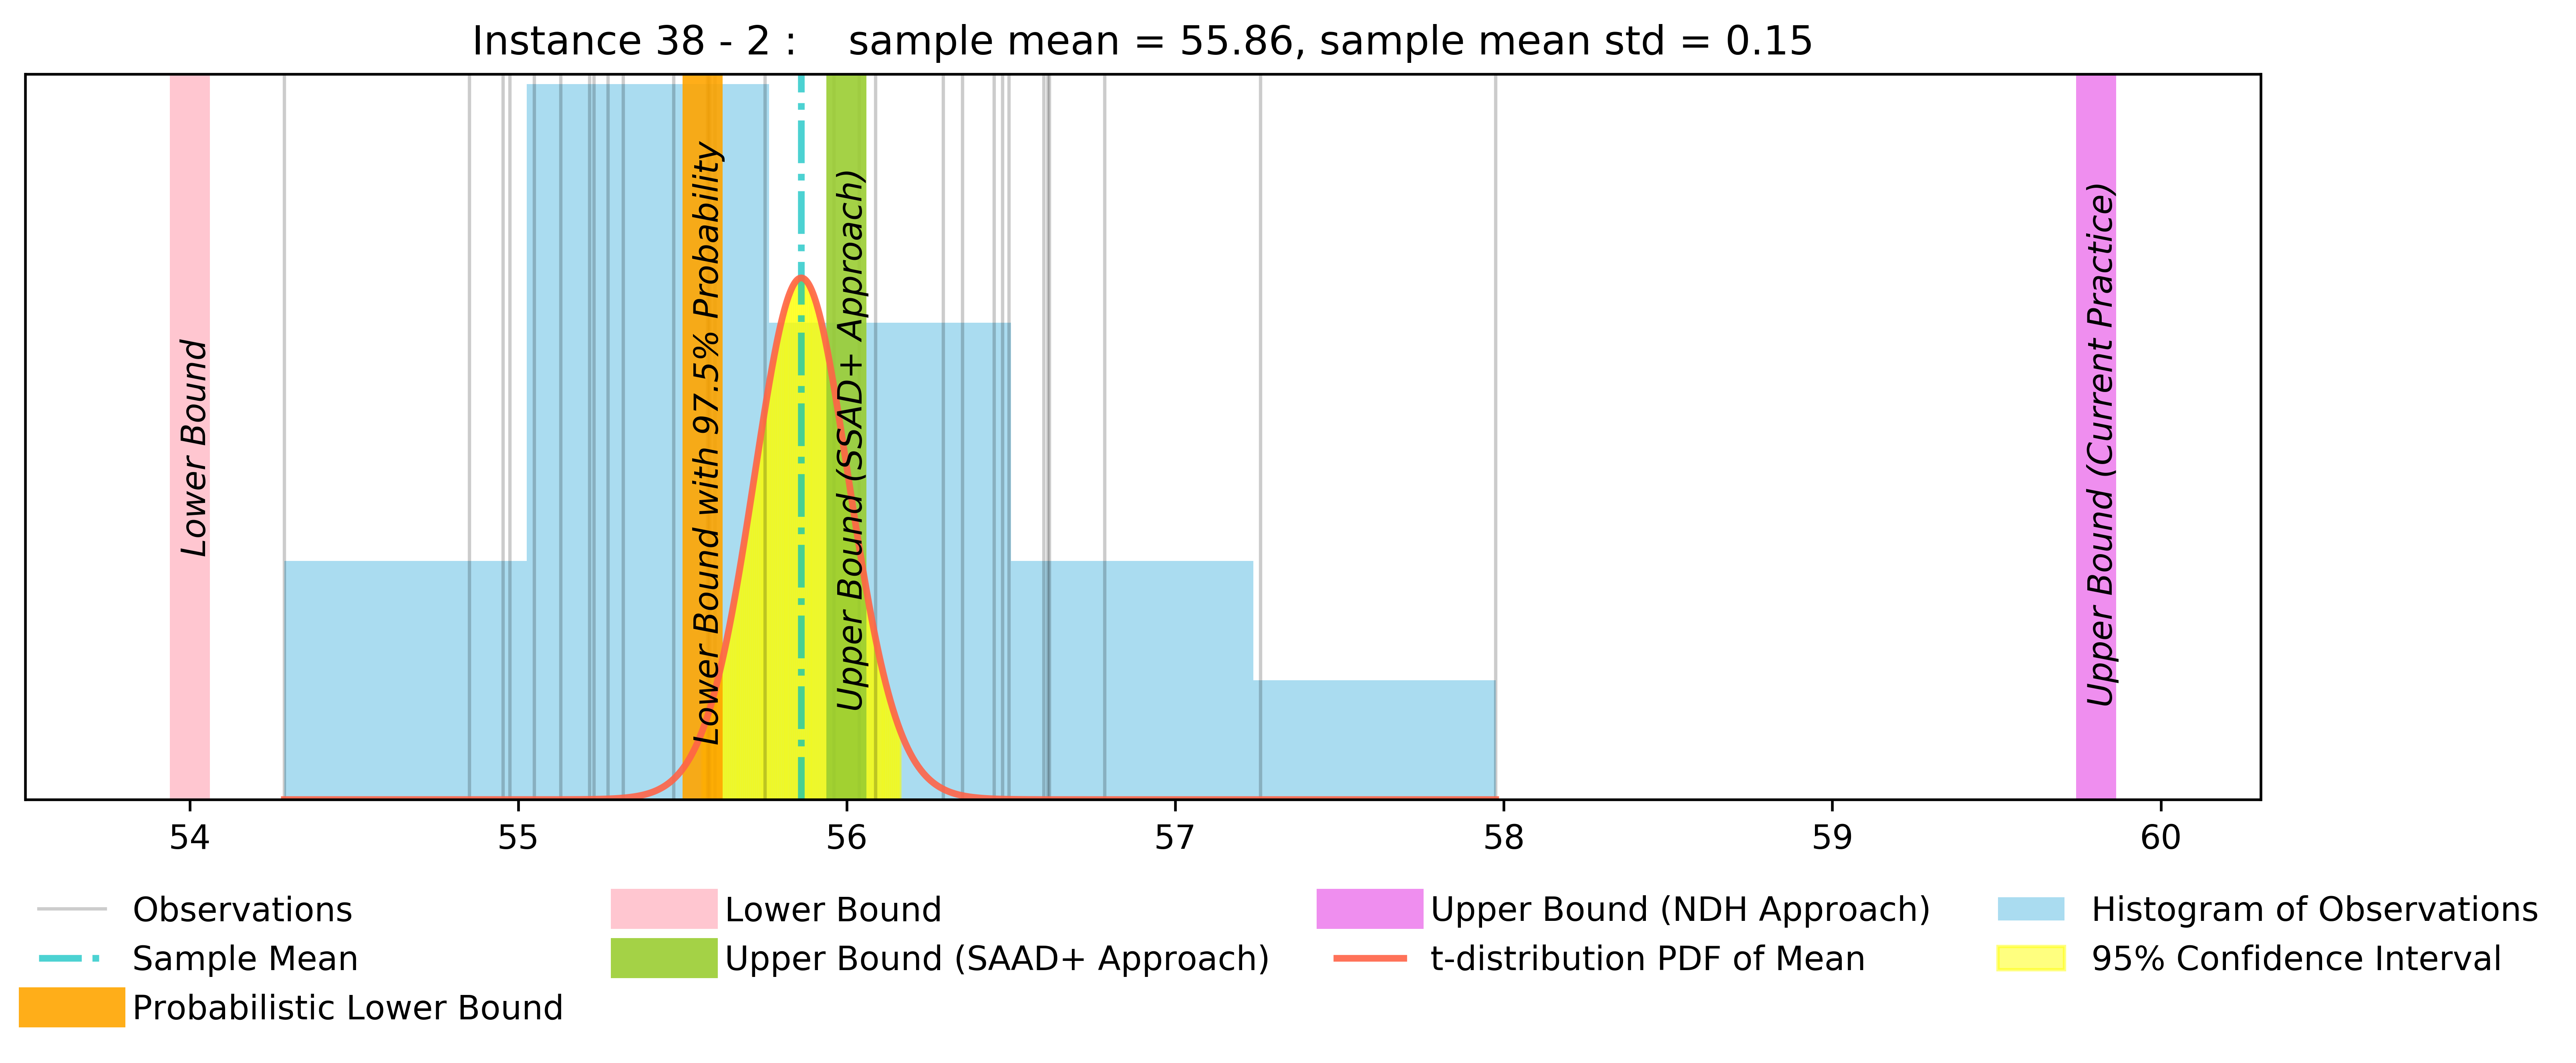 Instance 38 - 2 :    sample mean = 55.86, sample mean std = 0.15
Lower Bound
Lower Bound with 97.5% Probability
Upper Bound (SSAD+ Approach)
Upper Bound (Current Practice)
54 55 56 57 58 59 60
Observations
Sample Mean
Probabilistic Lower Bound
Lower Bound
Upper Bound (SAAD+ Approach)
Upper Bound (NDH Approach)
t-distribution PDF of Mean
Histogram of Observations
95% Confidence Interval